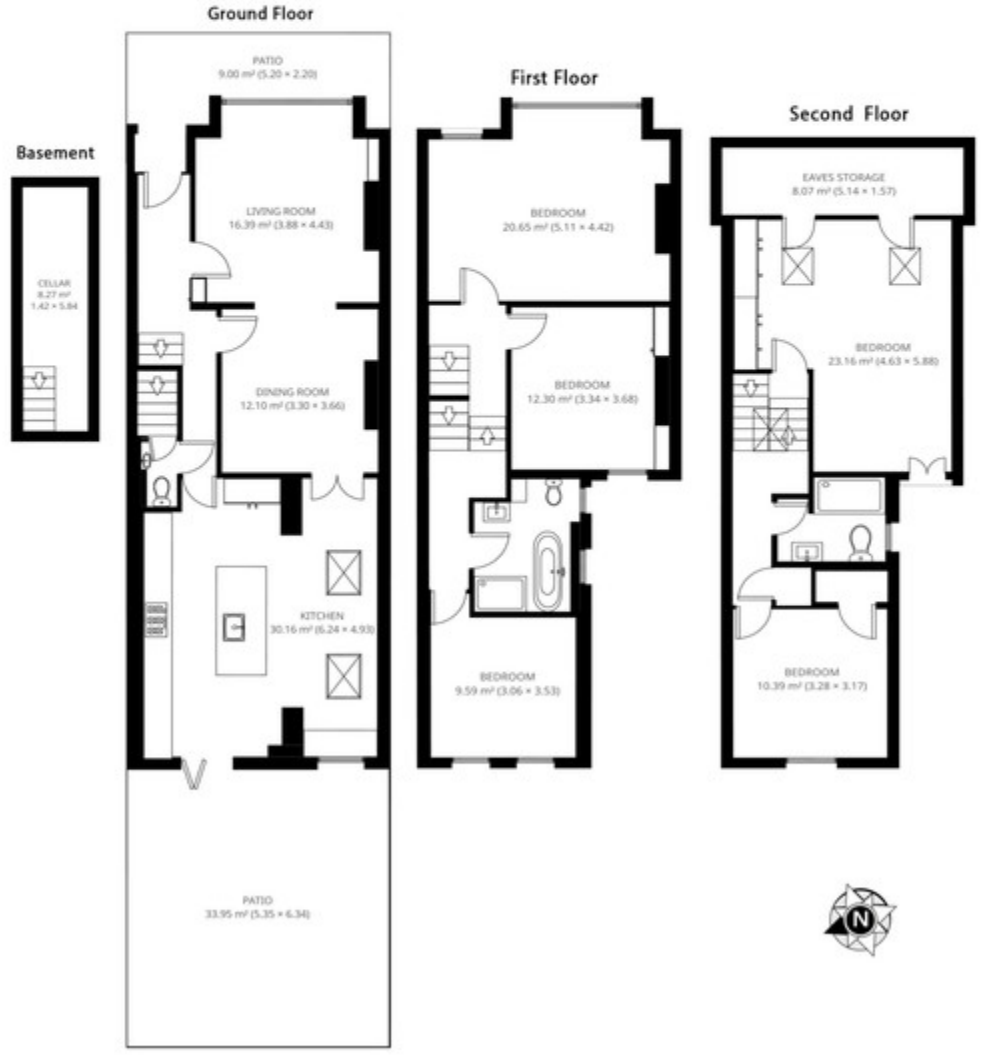 Ground Floor
PATIO
9.00 m² (5.20 × 2.20)
LIVING ROOM
16.39 m² (3.88 × 4.43)
DINING ROOM
12.10 m² (3.30 × 3.66)
KITCHEN
30.16 m² (6.24 × 4.93)
PATIO
33.95 m² (5.35 × 6.34)
Basement
CELLAR
8.27 m²
1.42 × 5.84
First Floor
BEDROOM
20.65 m² (5.11 × 4.42)
BEDROOM
12.30 m² (3.34 × 3.68)
BEDROOM
9.59 m² (3.06 × 3.53)
Second Floor
EAVES STORAGE
8.07 m² (5.14 × 1.57)
BEDROOM
23.16 m² (4.63 × 5.88)
BEDROOM
10.39 m² (3.28 × 3.17)
N